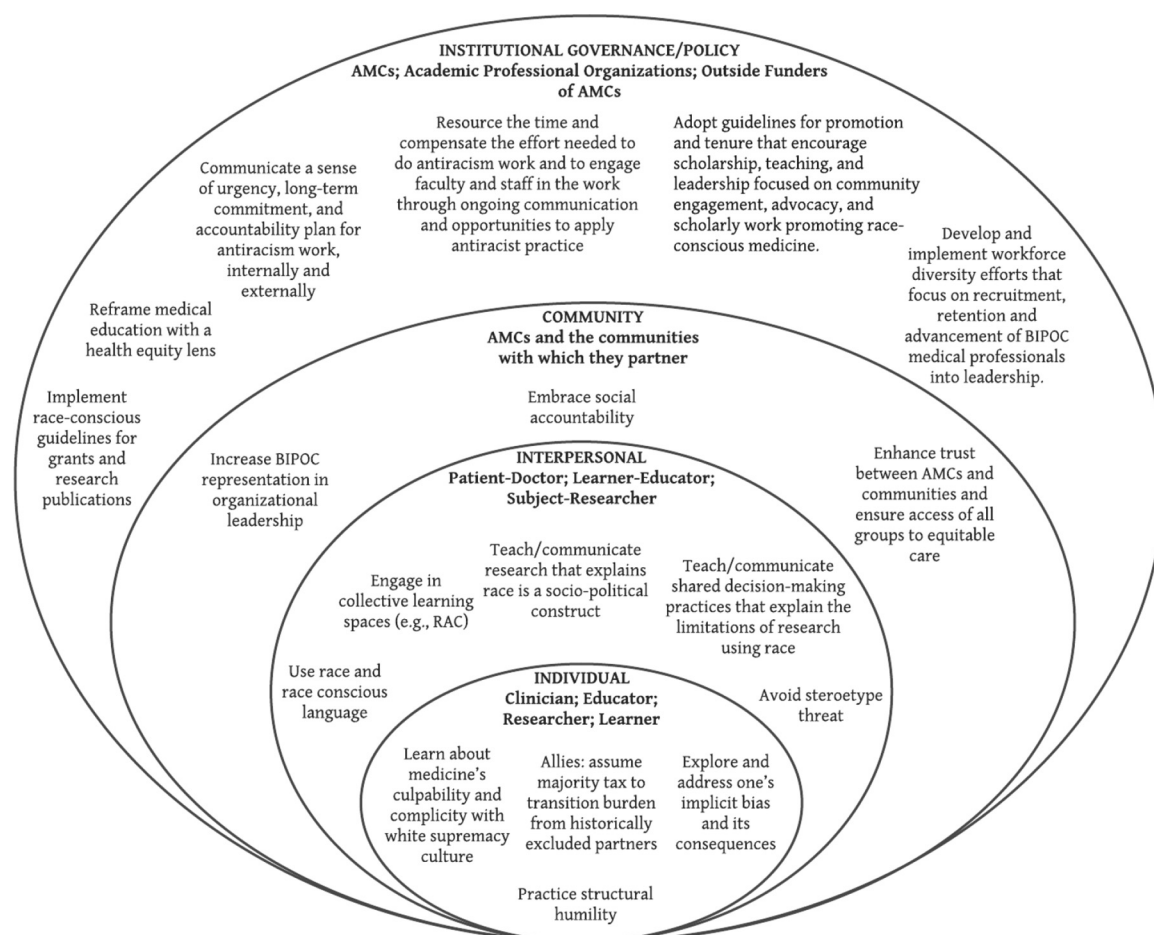 INSTITUTIONAL GOVERNANCE/POLICY
AMCs; Academic Professional Organizations; Outside Funders
of AMCs
Communicate a sense
of urgency, long-term
commitment, and
accountability plan for
antiracism work,
internally and
externally
Resource the time and
compensate the effort needed to
do antiracism work and to engage
faculty and staff in the work
through ongoing communication
and opportunities to apply
antiracist practice
Adopt guidelines for promotion
and tenure that encourage
scholarship, teaching, and
leadership focused on community
engagement, advocacy, and
scholarly work promoting race-
conscious medicine.
Develop and
implement workforce
diversity efforts that
focus on recruitment,
retention and
advancement of BIPOC
medical professionals
into leadership.
Reframe medical
education with a
health equity lens
Implement
race-conscious
guidelines for
grants and
research
publications
COMMUNITY
AMCs and the communities
with which they partner
Embrace social
accountability
Increase BIPOC
representation in
organizational
leadership
Enhance trust
between AMCs and
communities and
ensure access of all
groups to equitable
care
INTERPERSONAL
Patient-Doctor; Learner-Educator;
Subject-Researcher
Engage in
collective learning
spaces (e.g., RAC)
Teach/communicate
research that explains
race is a socio-political
construct
Teach/communicate
shared decision-making
practices that explain the
limitations of research
using race
Use race and
race conscious
language
Avoid steroetype
threat
INDIVIDUAL
Clinician; Educator;
Researcher; Learner
Learn about
medicine's
culpability and
complicity with
white supremacy
culture
Allies: assume
majority tax to
transition burden
from historically
excluded partners
Explore and
address one's
implicit bias
and its
consequences
Practice structural
humility